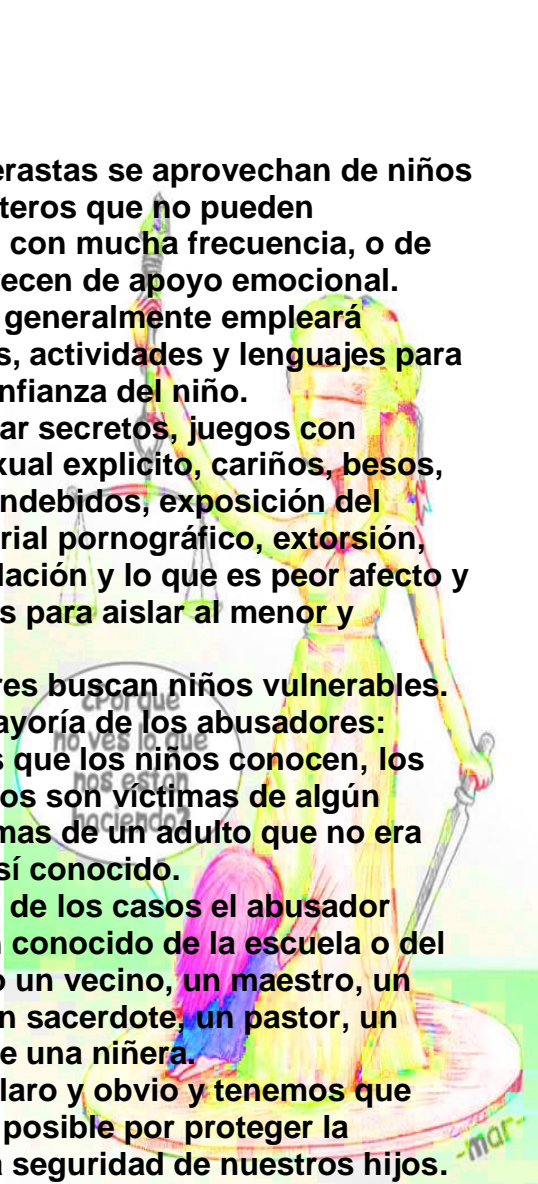 erastas se aprovechan de niños
teros que no pueden
con mucha frecuencia, o de
ecen de apoyo emocional.
generalmente empleará
s, actividades y lenguajes para
nfianza del niño.
ar secretos, juegos con
xual explicito, cariños, besos,
ndebidos, exposición del
rial pornográfico, extorsión,
lación y lo que es peor afecto y
s para aislar al menor y
res buscan niños vulnerables.
ayoría de los abusadores:
s que los niños conocen, los
os son víctimas de algún
mas de un adulto que no era
sí conocido.
de los casos el abusador
conocido de la escuela o del
o un vecino, un maestro, un
n sacerdote, un pastor, un
e una niñera.
laro y obvio y tenemos que
posible por proteger la
a seguridad de nuestros hijos.
¿Por que
no ves lo que
nos están
haciendo?
-mar-